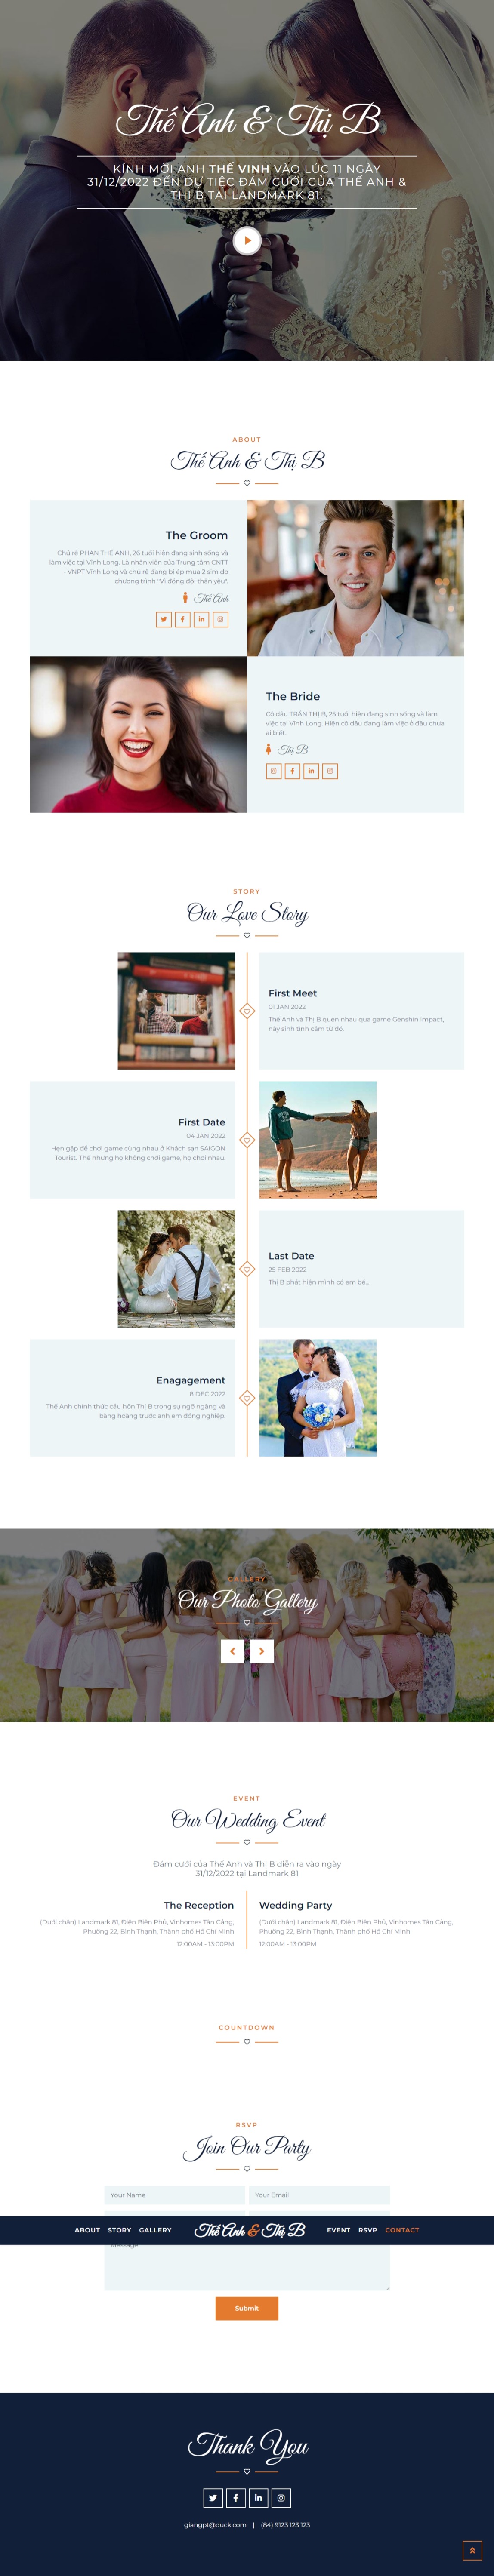 Thế Anh & Thị B
KÍNH MỜI ANH THẾ VINH VÀO LÚC 11 NGÀY
31/12/2022 ĐẾN DỰ TIỆC ĐÁM CƯỚI CỦA THẾ ANH &
THỊ B TẠI LANDMARK 81.
ABOUT
Thế Anh & Thị B
The Groom
Chú rể PHAN THẾ ANH, 26 tuổi hiện đang sinh sống và
làm việc tại Vĩnh Long. Là nhân viên của Trung tâm CNTT
- VNPT Vĩnh Long và chú rể đang bị ép mua 2 sim do
chương trình "Vì đồng đội thân yêu".
Thế Anh
The Bride
Cô dâu TRẦN THỊ B, 25 tuổi hiện đang sinh sống và làm
việc tại Vĩnh Long. Hiện cô dâu đang làm việc ở đâu chưa
ai biết.
Thị B
STORY
Our Love Story
First Meet
01 JAN 2022
Thế Anh và Thị B quen nhau qua game Genshin Impact,
nảy sinh tình cảm từ đó.
First Date
04 JAN 2022
Hẹn gặp để chơi game cùng nhau ở Khách sạn SAIGON
Tourist. Thế nhưng họ không chơi game, họ chơi nhau.
Last Date
25 FEB 2022
Thị B phát hiện mình có em bé...
Enagagement
8 DEC 2022
Thế Anh chính thức cầu hôn Thị B trong sự ngỡ ngàng và
bàng hoàng trước anh em đồng nghiệp.
GALLERY
Our Photo Gallery
EVENT
Our Wedding Event
Đám cưới của Thế Anh và Thị B diễn ra vào ngày
31/12/2022 tại Landmark 81
The Reception
(Dưới chân) Landmark 81, Điện Biên Phủ, Vinhomes Tân Cảng,
Phường 22, Bình Thạnh, Thành phố Hồ Chí Minh
12:00AM - 13:00PM
Wedding Party
(Dưới chân) Landmark 81, Điện Biên Phủ, Vinhomes Tân Cảng,
Phường 22, Bình Thạnh, Thành phố Hồ Chí Minh
12:00AM - 13:00PM
COUNTDOWN
RSVP
Join Our Party
Your Name
Your Email
ABOUT STORY GALLERY Thế Anh & Thị B EVENT RSVP CONTACT
Message
Submit
Thank You
giangpt@duck.com | (84) 9123 123 123